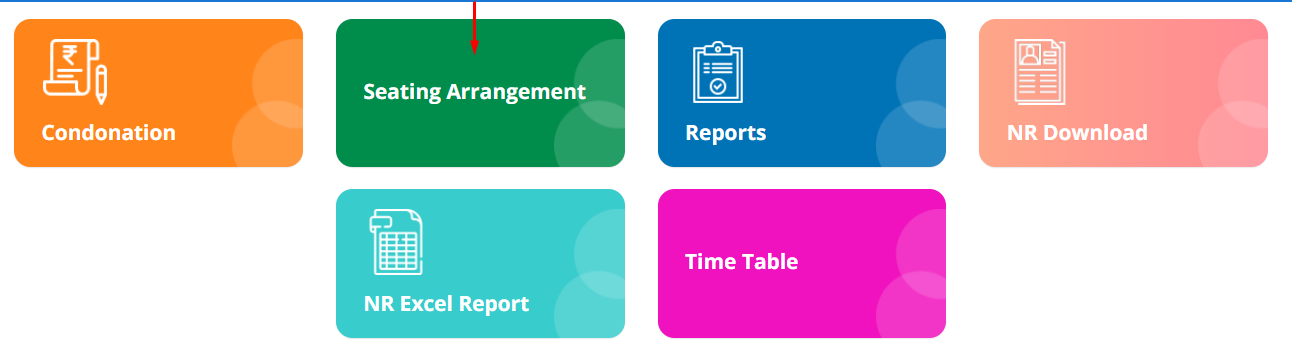 Condonation
Seating Arrangement
Reports
NR Download
NR Excel Report
Time Table